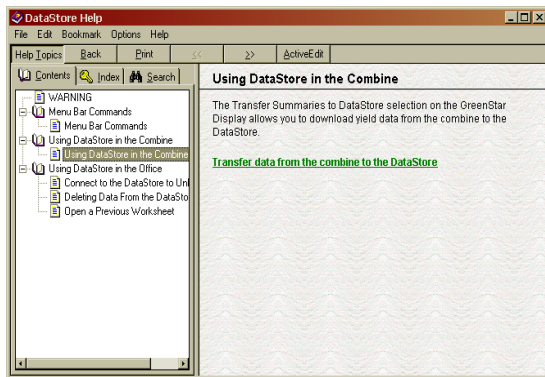 DataStore Help
File Edit Bookmark Options Help
Help Topics Back Print << >> ActiveEdit
Contents Index Search
WARNING
Menu Bar Commands
Menu Bar Commands
Using DataStore in the Combine
Using DataStore in the Combine
Using DataStore in the Office
Connect to the DataStore to Unl
Deleting Data From the DataSto
Open a Previous Worksheet
Using DataStore in the Combine
The Transfer Summaries to DataStore selection on the GreenStar
Display allows you to download yield data from the combine to the
DataStore.
Transfer data from the combine to the DataStore